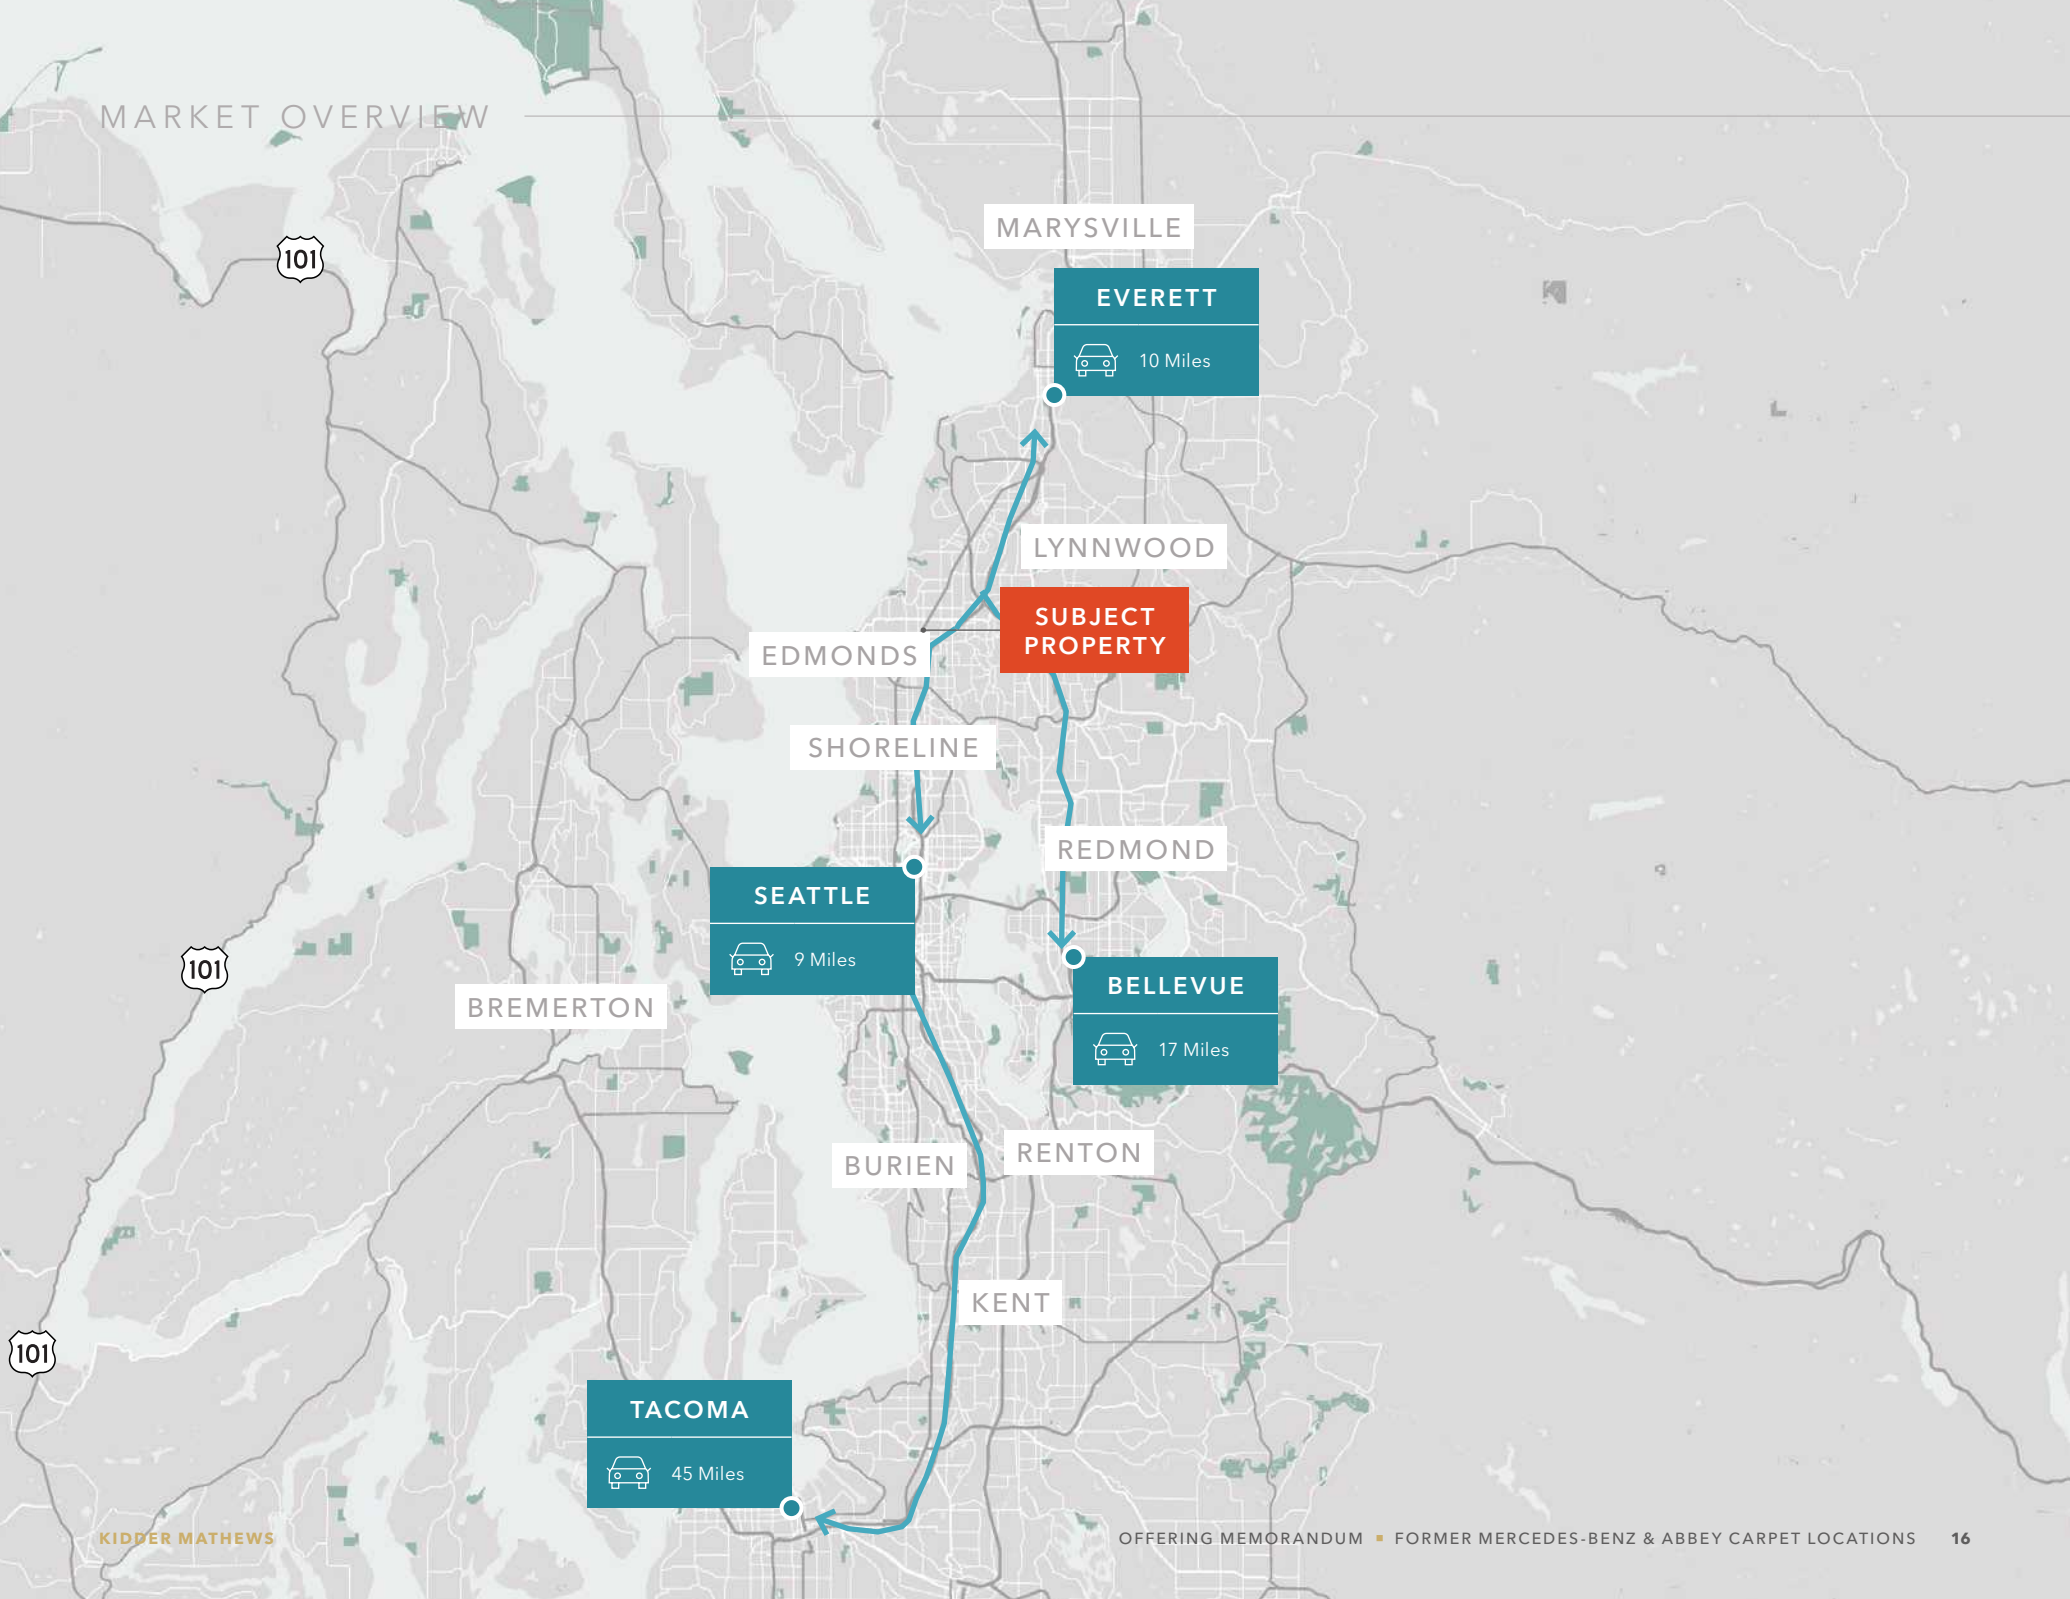 MARKET OVERVIEW
MARYSVILLE
101
EVERETT
10 Miles
LYNNWOOD
SUBJECT
PROPERTY
EDMONDS
SHORELINE
REDMOND
SEATTLE
9 Miles
101
BELLEVUE
BREMERTON
17 Miles
RENTON
BURIEN
KENT
101
TACOMA
45 Miles
KIDDER MATHEWS
OFFERING MEMORANDUM ▪ FORMER MERCEDES-BENZ & ABBEY CARPET LOCATIONS 16